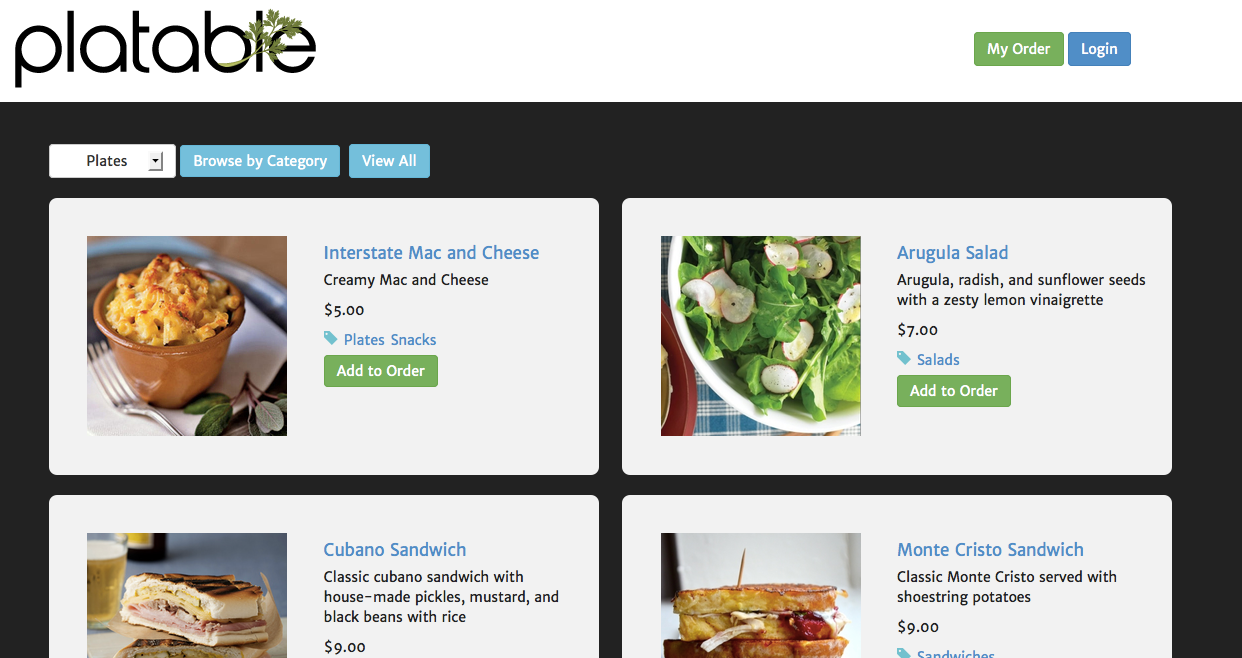 platable
My Order Login
Plates Browse by Category View All
Interstate Mac and Cheese
Creamy Mac and Cheese
$5.00
Plates Snacks
Add to Order
Arugula Salad
Arugula, radish, and sunflower seeds
with a zesty lemon vinaigrette
$7.00
Salads
Add to Order
Cubano Sandwich
Classic cubano sandwich with
house-made pickles, mustard, and
black beans with rice
$9.00
Monte Cristo Sandwich
Classic Monte Cristo served with
shoestring potatoes
$9.00
Sandwiches